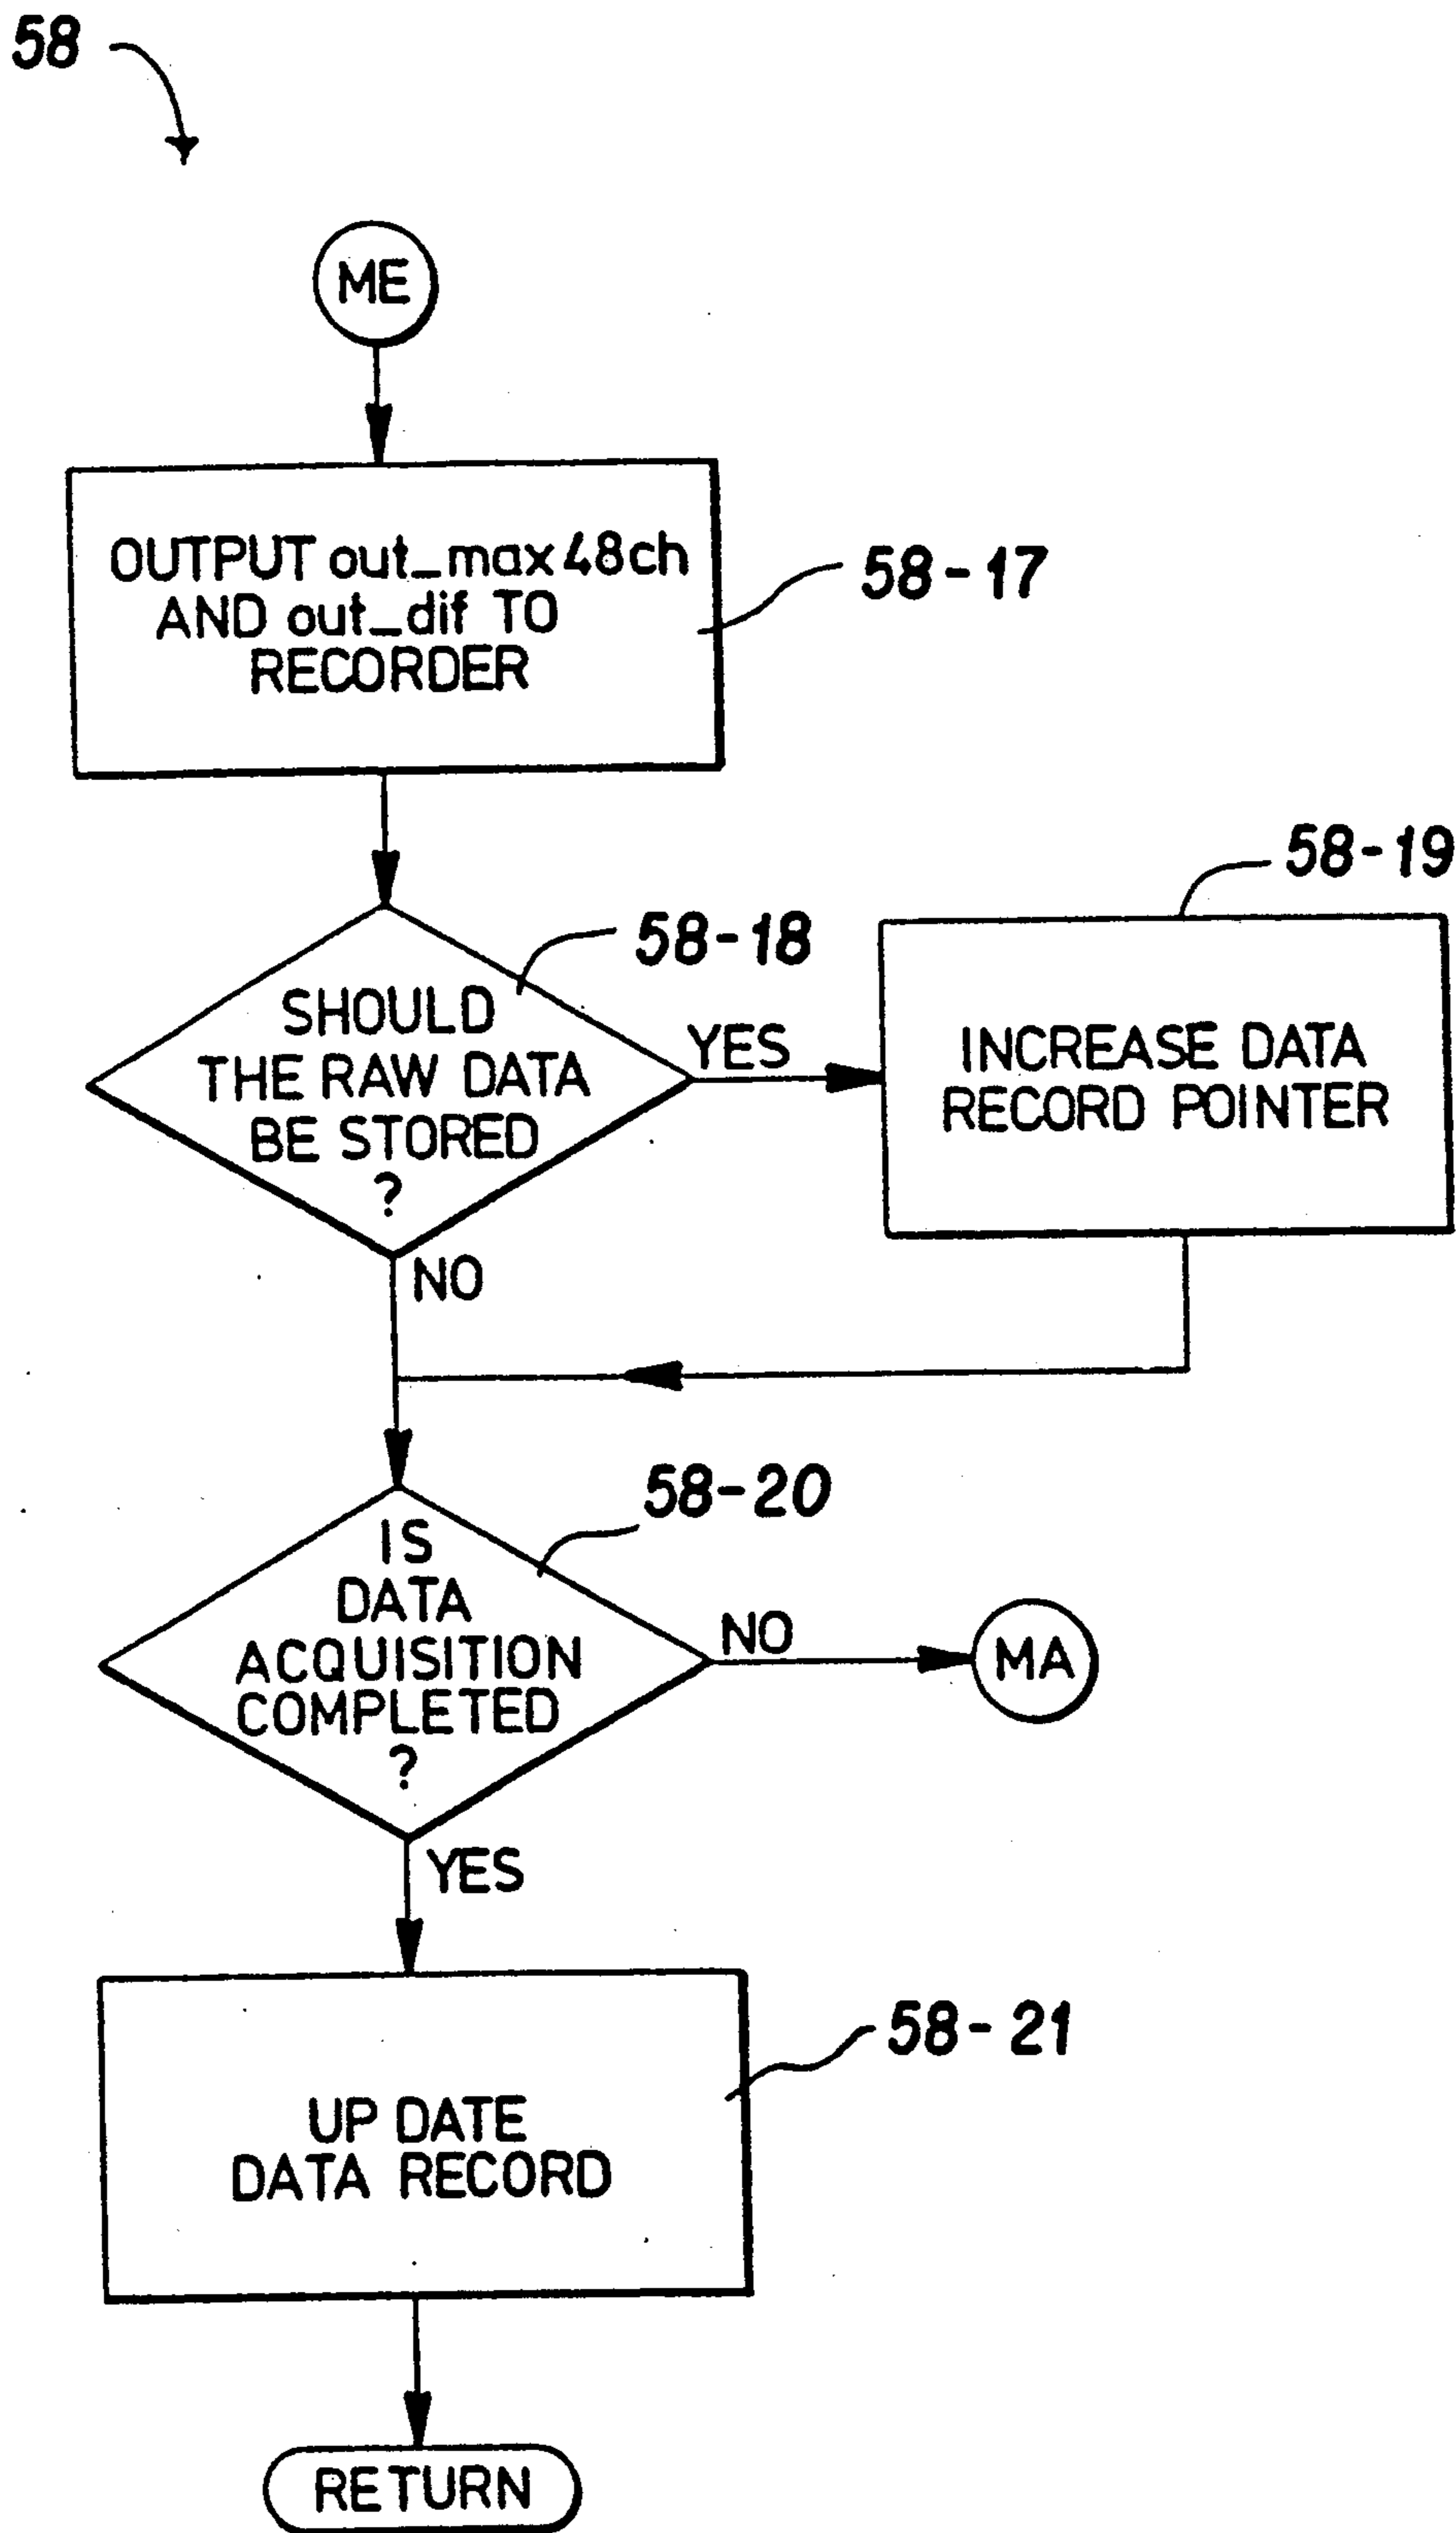 58
ME
OUTPUT out_max48ch
AND out_dif TO
RECORDER
58-17
58-18
SHOULD
THE RAW DATA
BE STORED
?
YES
NO
58-19
INCREASE DATA
RECORD POINTER
58-20
IS
DATA
ACQUISITION
COMPLETED
?
NO
MA
YES
58-21
UP DATE
DATA RECORD
RETURN